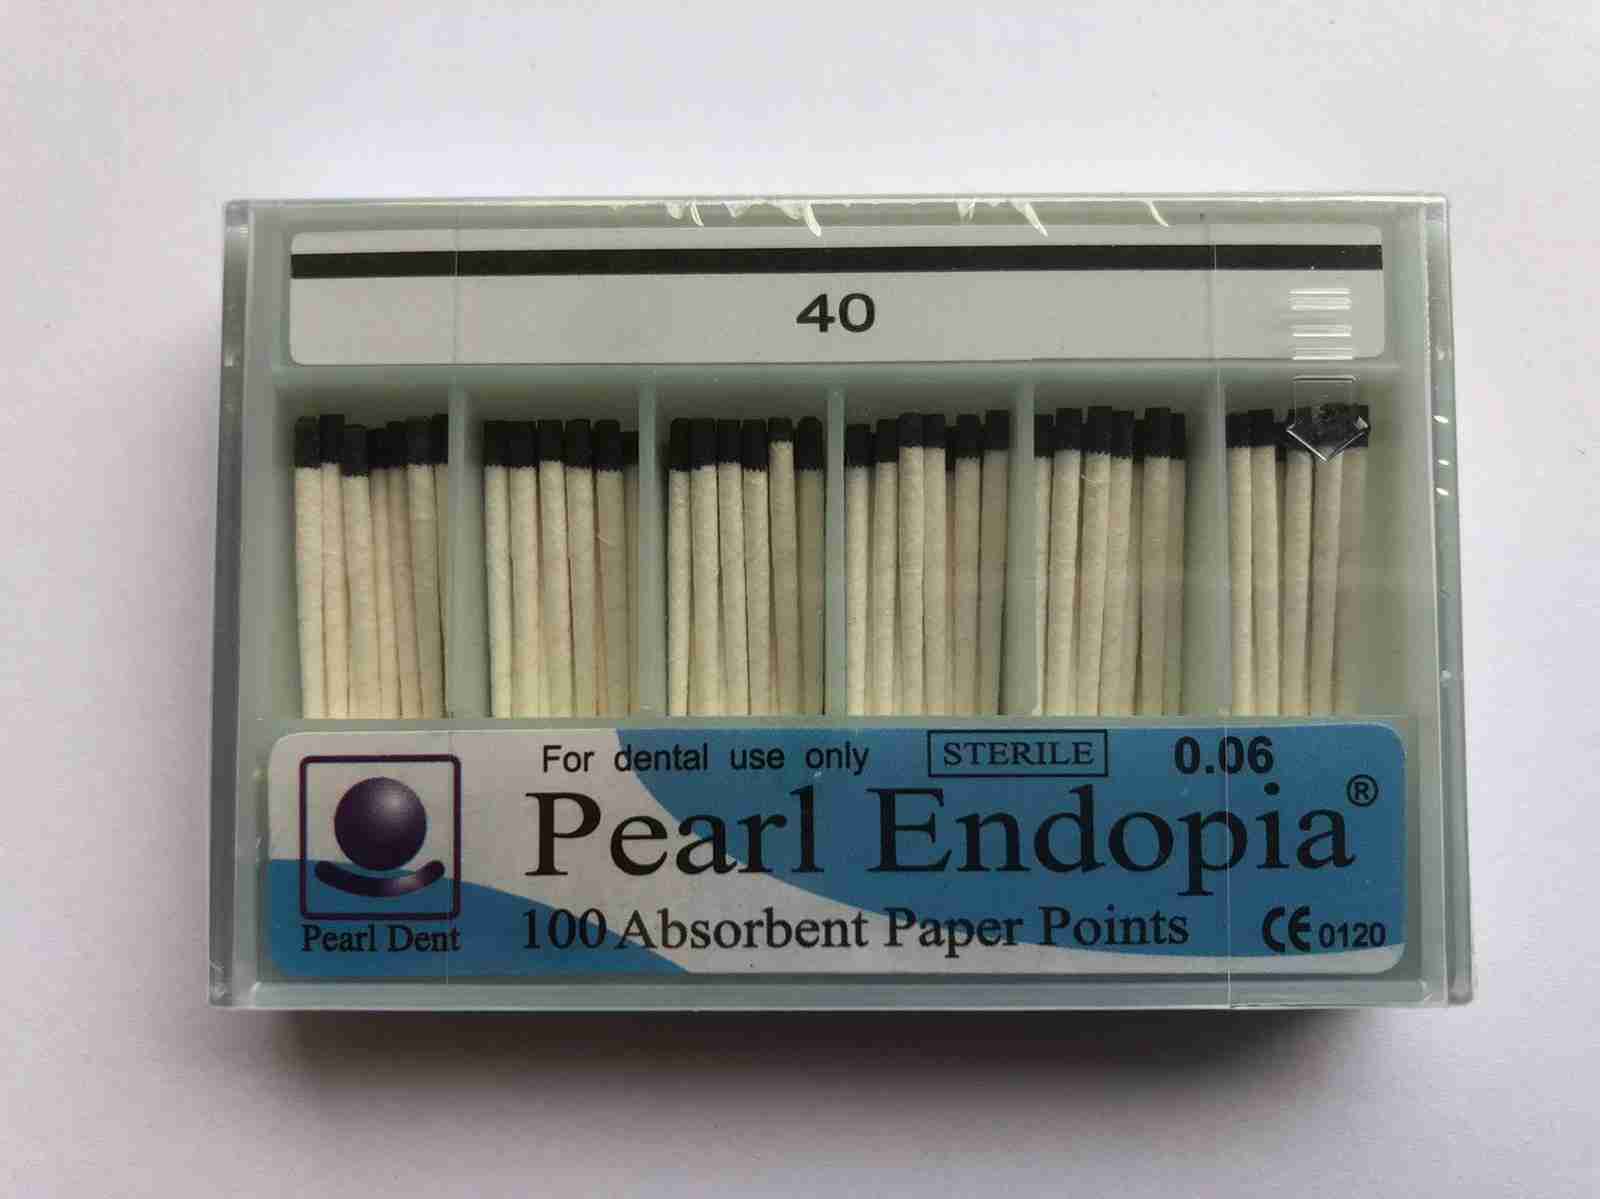 40
For dental use only STERILE 0.06
Pearl Endopia®
Pearl Dent 100 Absorbent Paper Points CE 0120